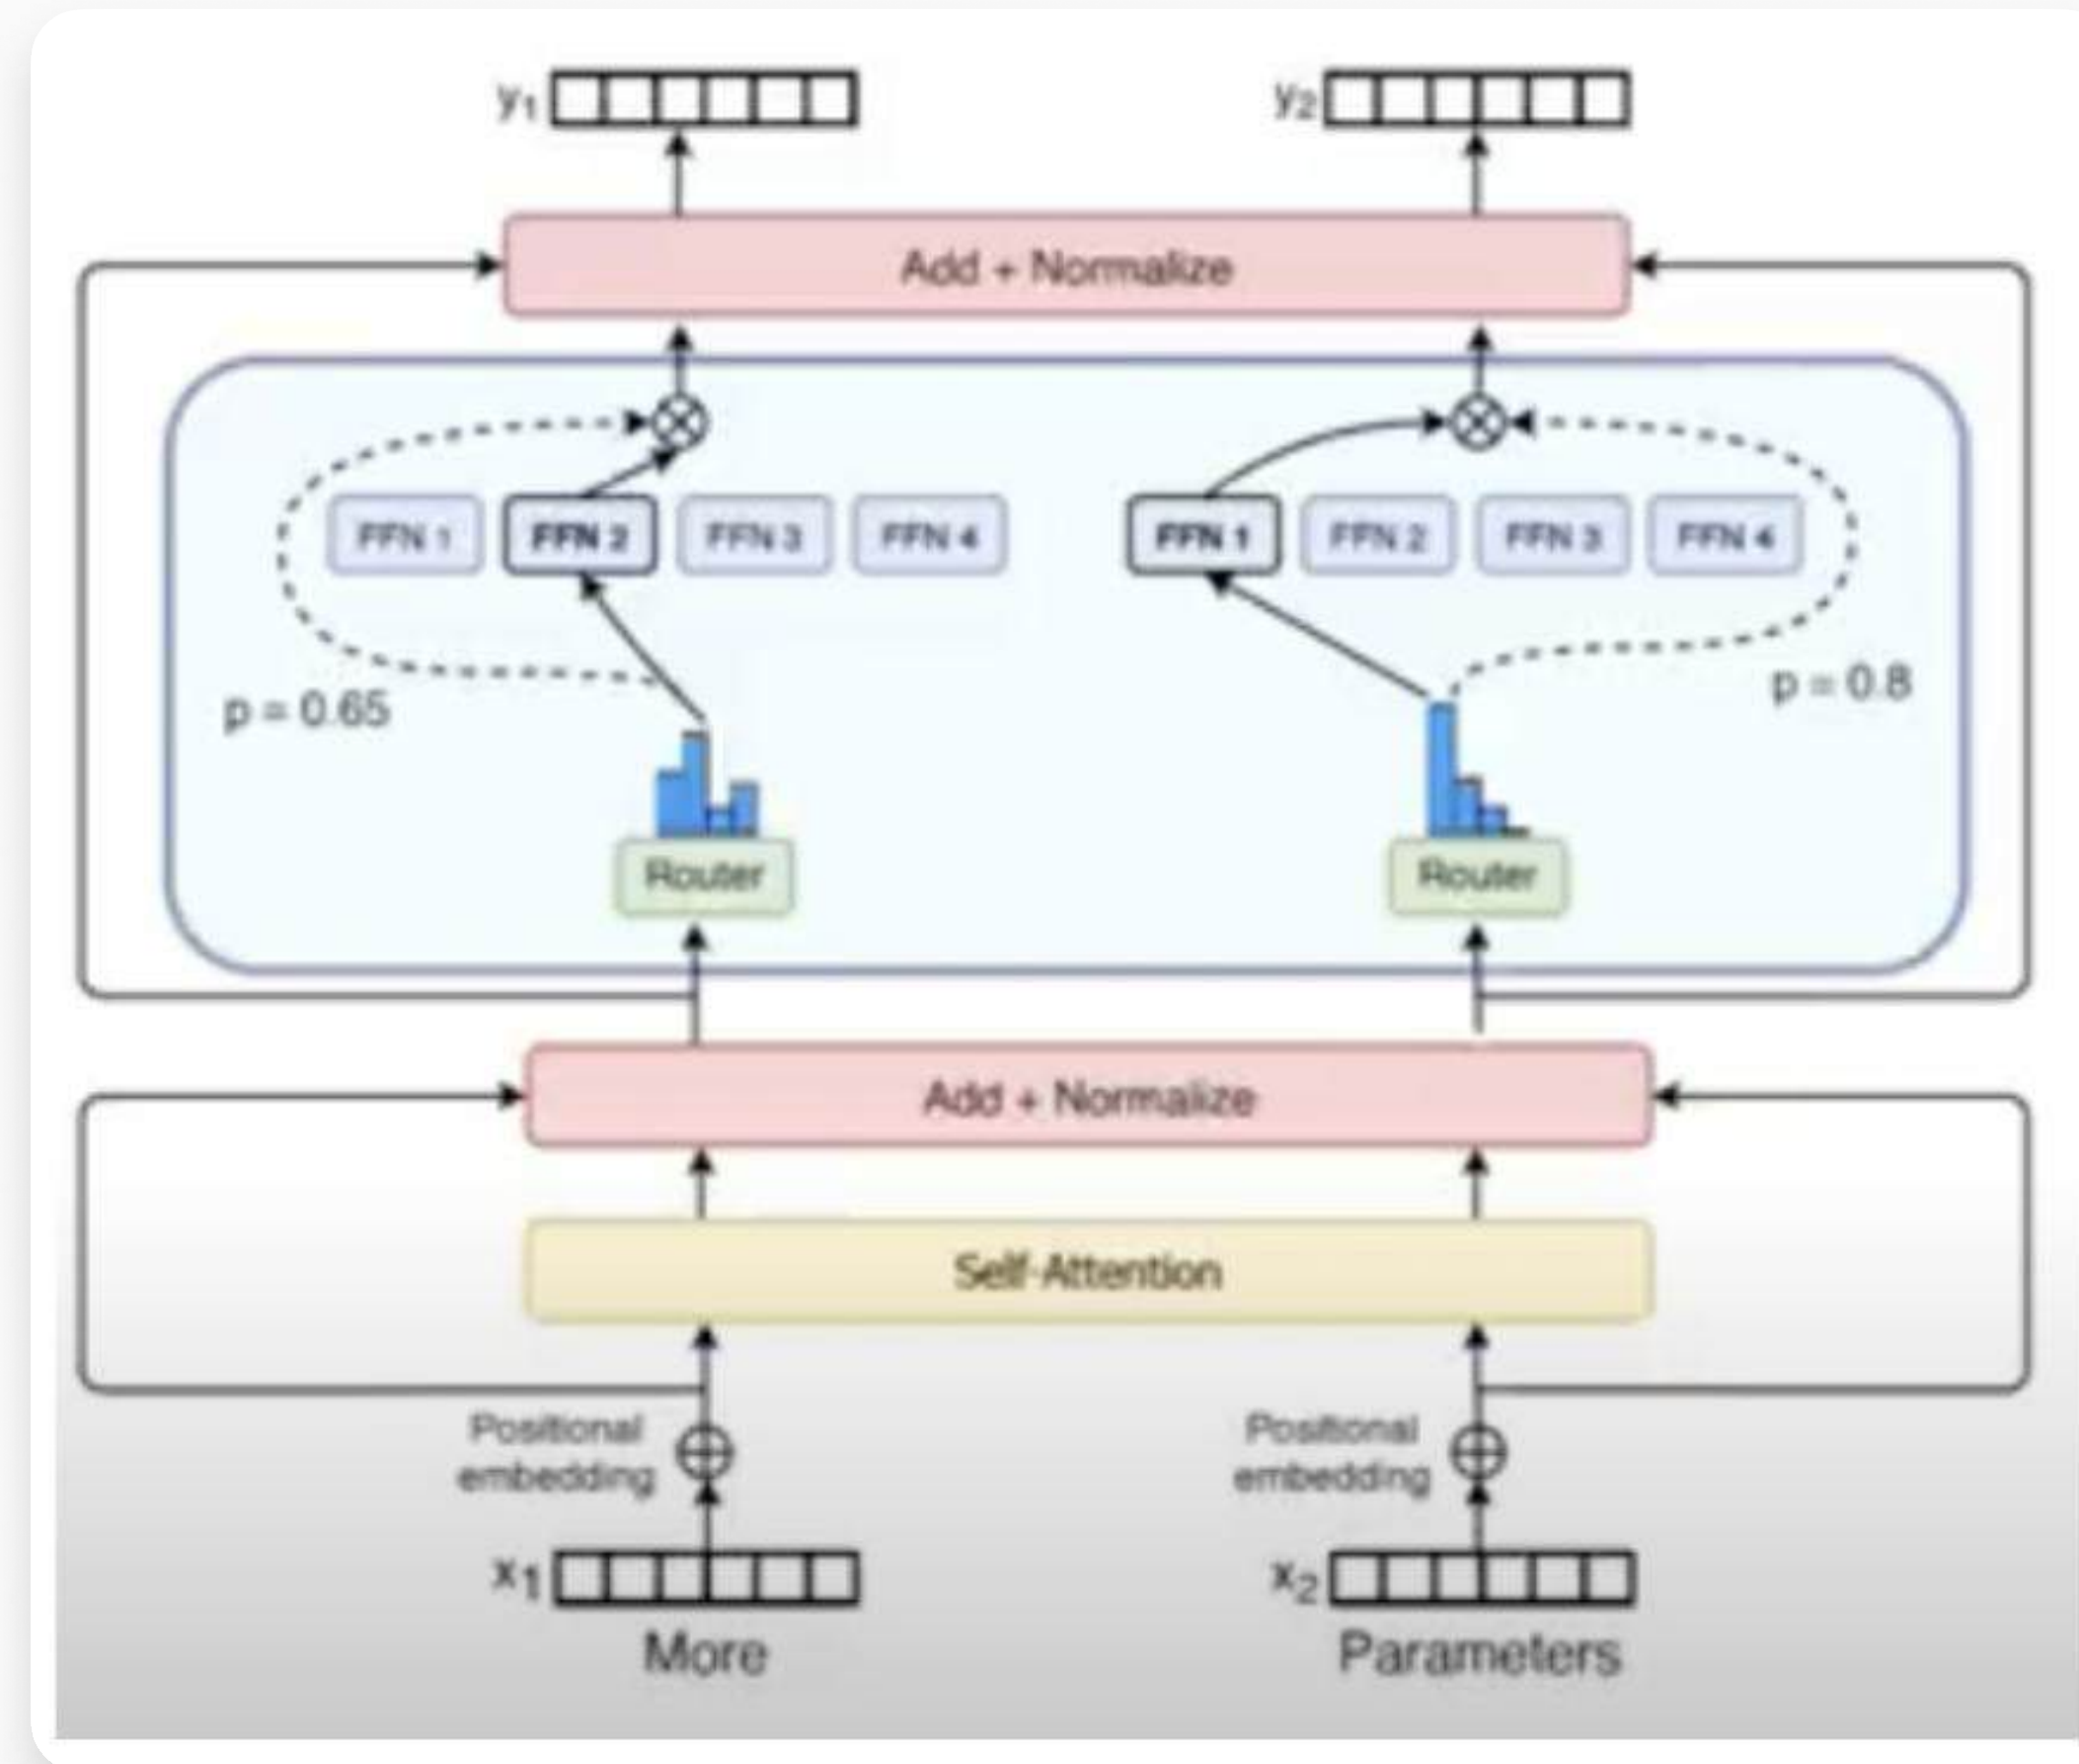 y1
y2
Add + Normalize
FFN 1
FFN 2
FFN 3
FFN 4
FFN 1
FFN 2
FFN 3
FFN 4
p = 0.65
p = 0.8
Router
Router
Add + Normalize
Self-Attention
Positional
embedding
Positional
embedding
x1
x2
More
Parameters